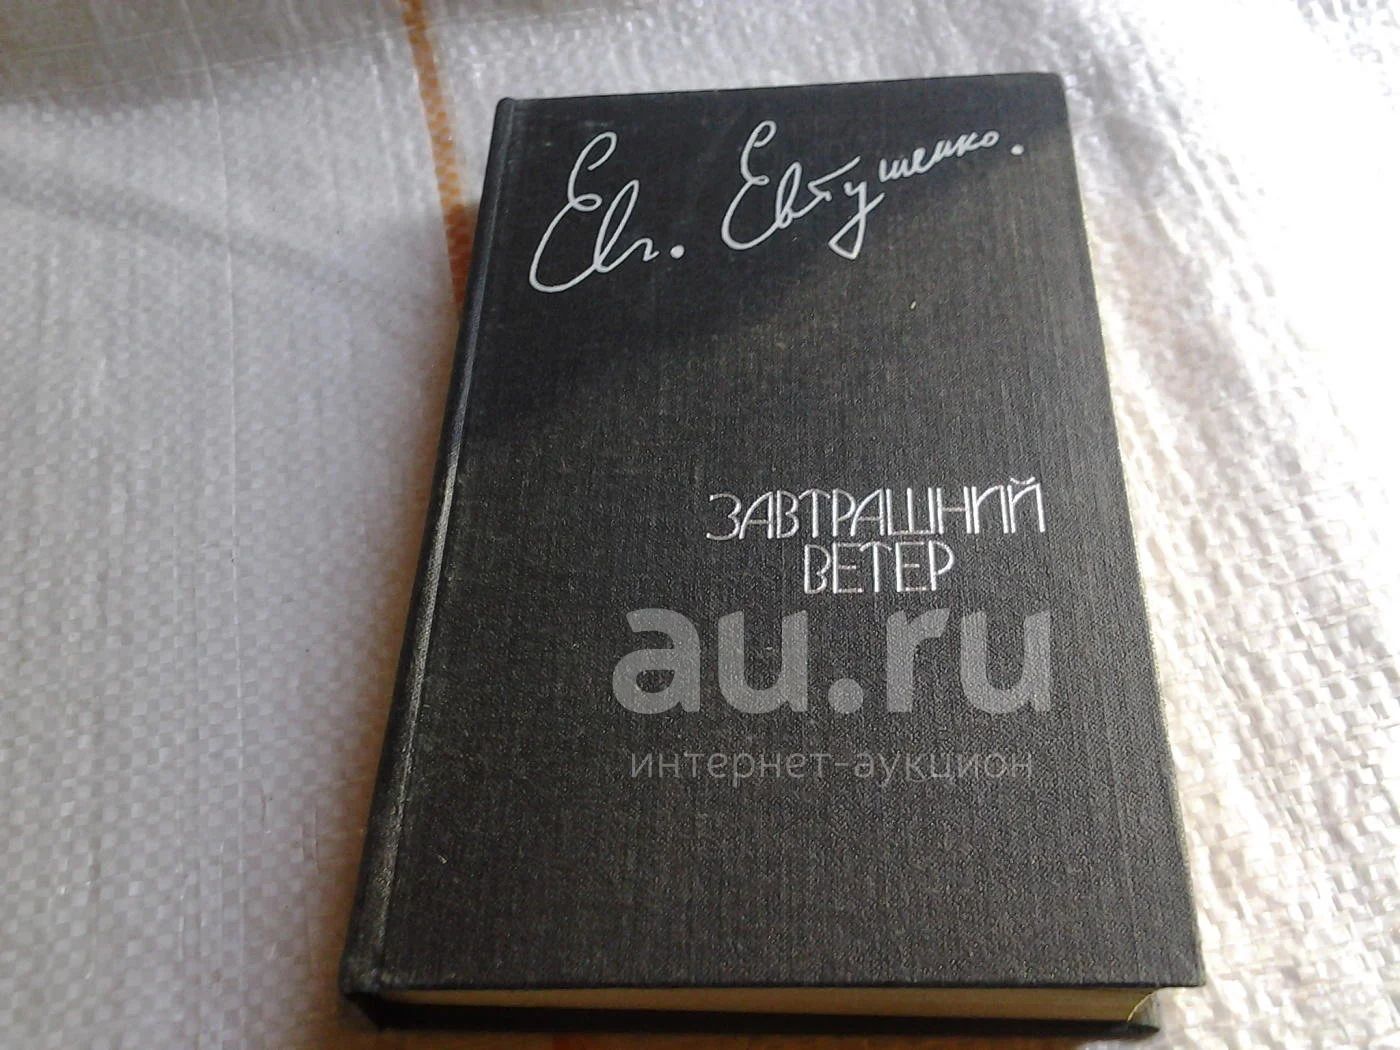 Евг. Евтушенко.
ЗАВТРАШНИЙ
ВЕТЕР
au.ru
интернет-аукцион